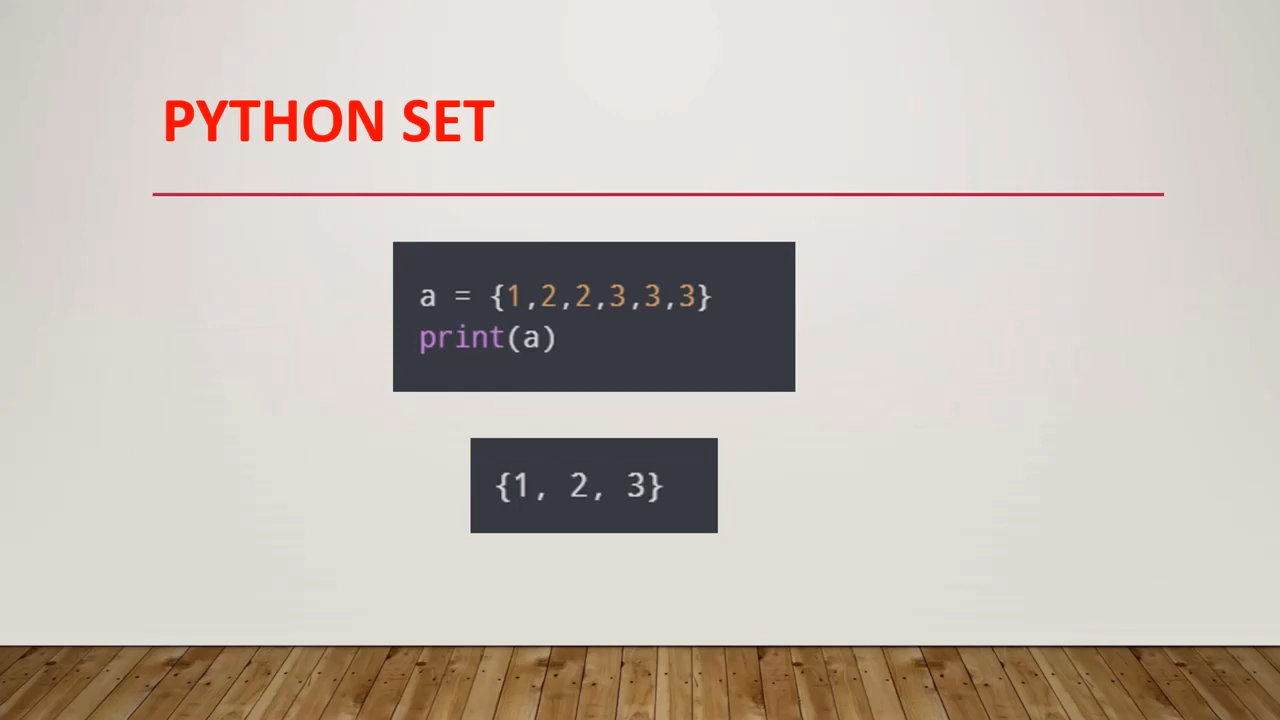 PYTHON SET
a = {1,2,2,3,3,3}
print(a)
{1, 2, 3}